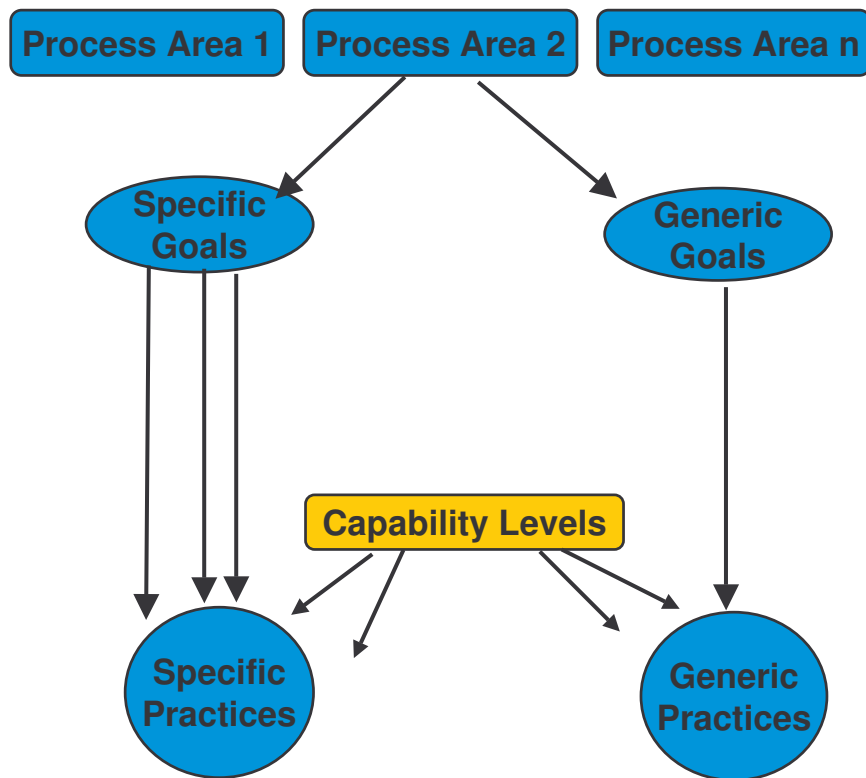 Process Area 1
Process Area 2
Process Area n
Specific
Goals
Generic
Goals
Capability Levels
Specific
Practices
Generic
Practices